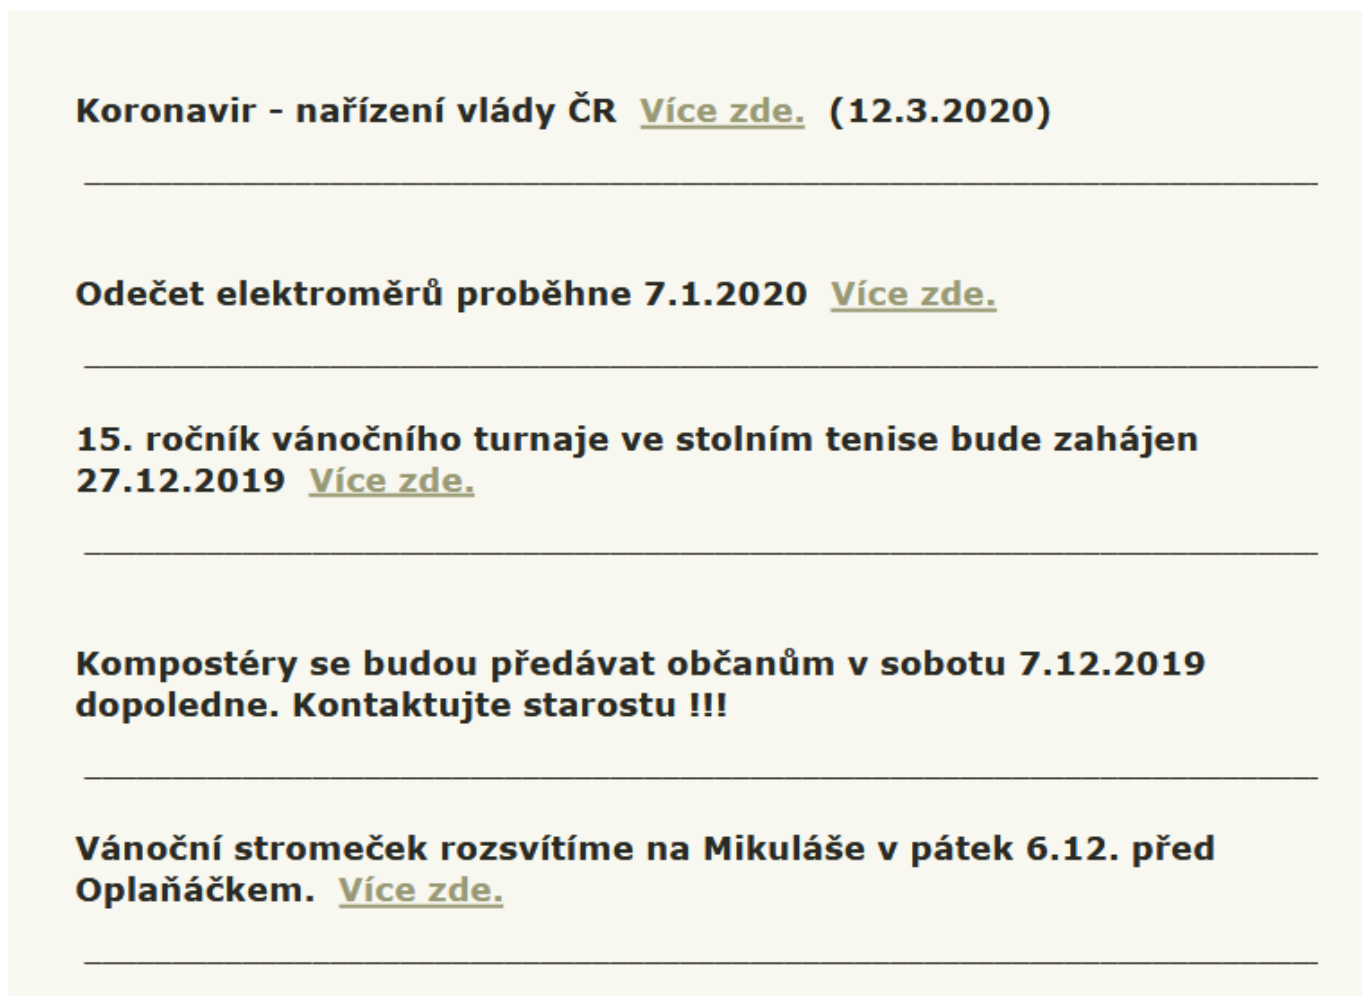 Koronavir - nařízení vlády ČR  Více zde.  (12.3.2020)
Odečet elektroměrů proběhne 7.1.2020  Více zde.
15. ročník vánočního turnaje ve stolním tenise bude zahájen
27.12.2019  Více zde.
Kompostéry se budou předávat občanům v sobotu 7.12.2019
dopoledne. Kontaktujte starostu !!!
Vánoční stromeček rozsvítíme na Mikuláše v pátek 6.12. před
Oplaňáčkem.  Více zde.